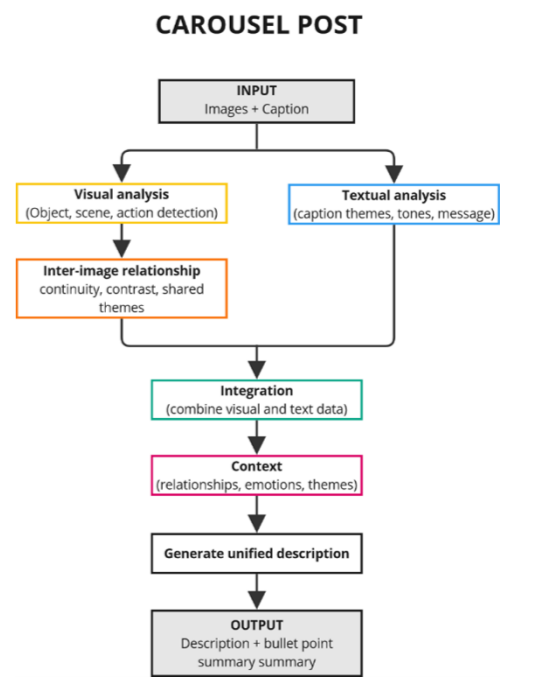 CAROUSEL POST
INPUT
Images + Caption
Visual analysis
(Object, scene, action detection)
Textual analysis
(caption themes, tones, message)
Inter-image relationship
continuity, contrast, shared
themes
Integration
(combine visual and text data)
Context
(relationships, emotions, themes)
Generate unified description
OUTPUT
Description + bullet point
summary summary